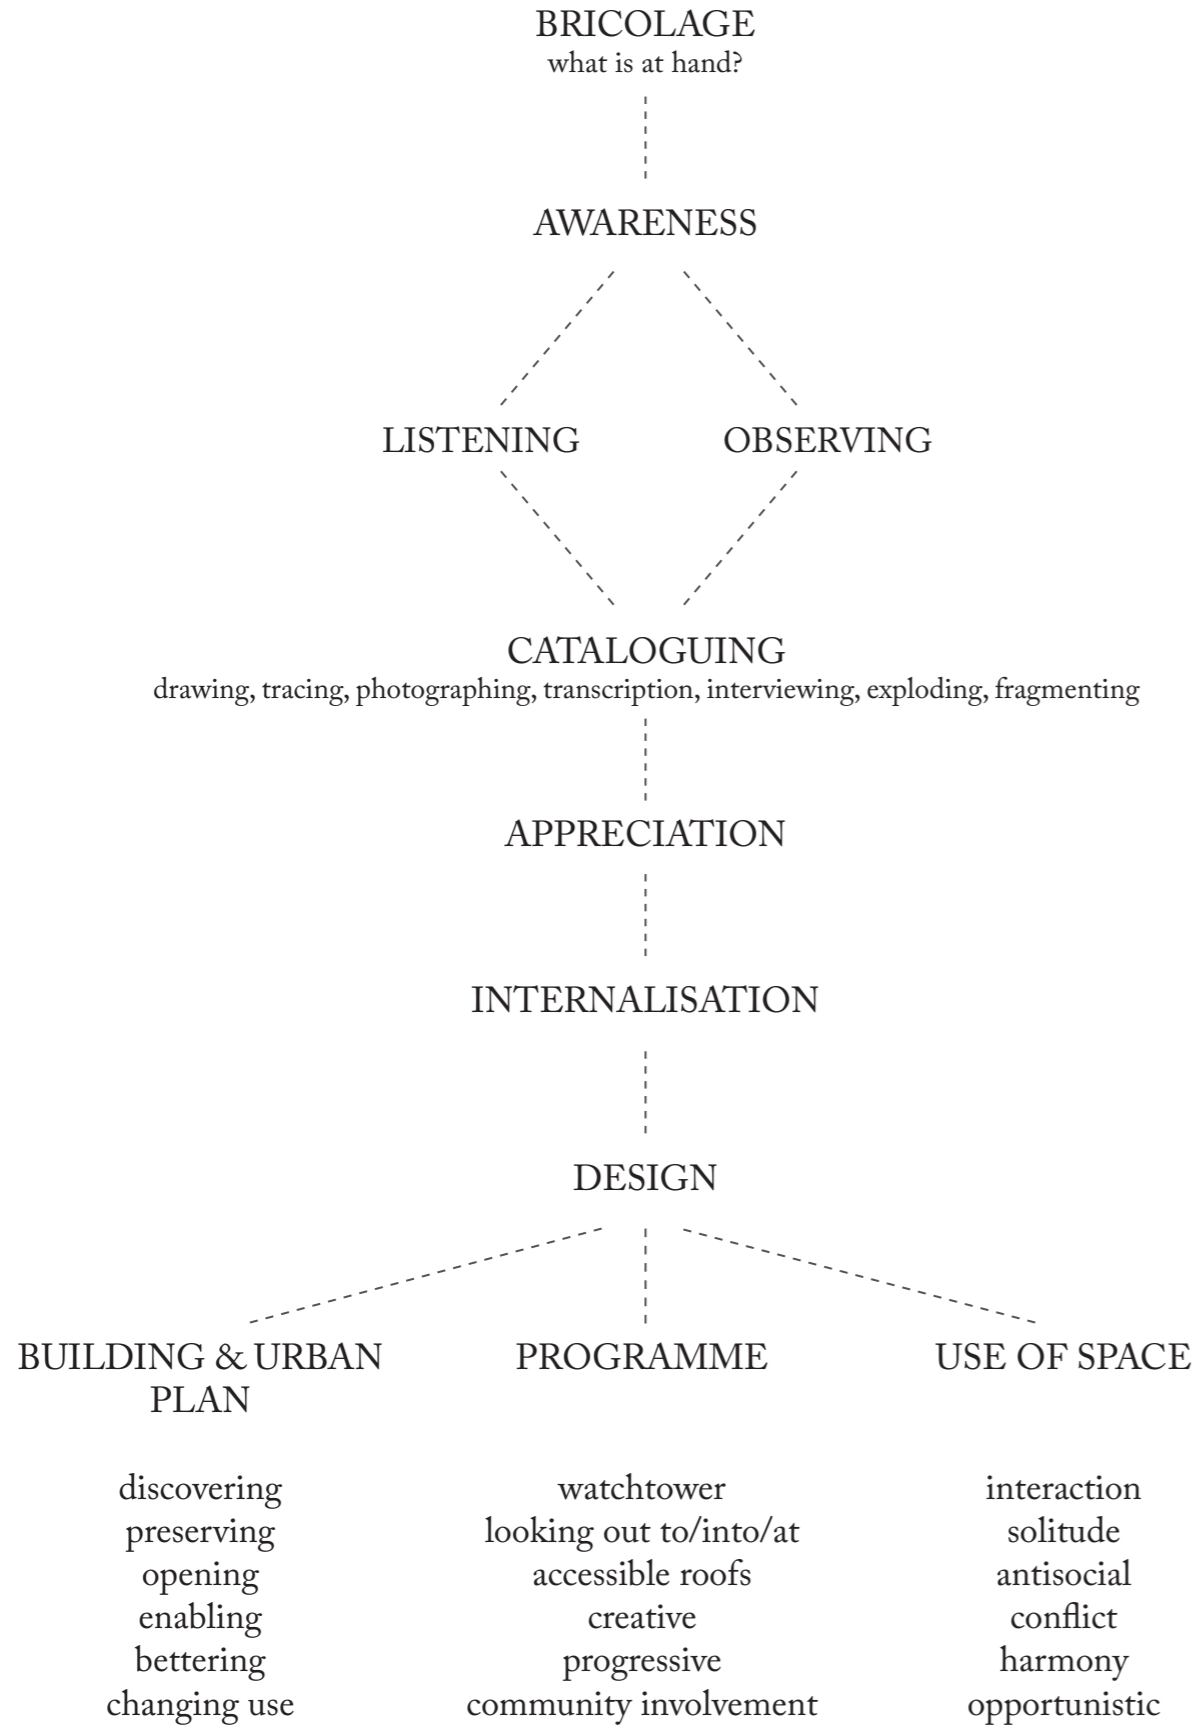 BRICOLAGE
what is at hand?
AWARENESS
LISTENING
OBSERVING
CATALOGUING
drawing, tracing, photographing, transcription, interviewing, exploding, fragmenting
APPRECIATION
INTERNALISATION
DESIGN
BUILDING & URBAN
PLAN
discovering
preserving
opening
enabling
bettering
changing use
PROGRAMME
watchtower
looking out to/into/at
accessible roofs
creative
progressive
community involvement
USE OF SPACE
interaction
solitude
antisocial
conflict
harmony
opportunistic